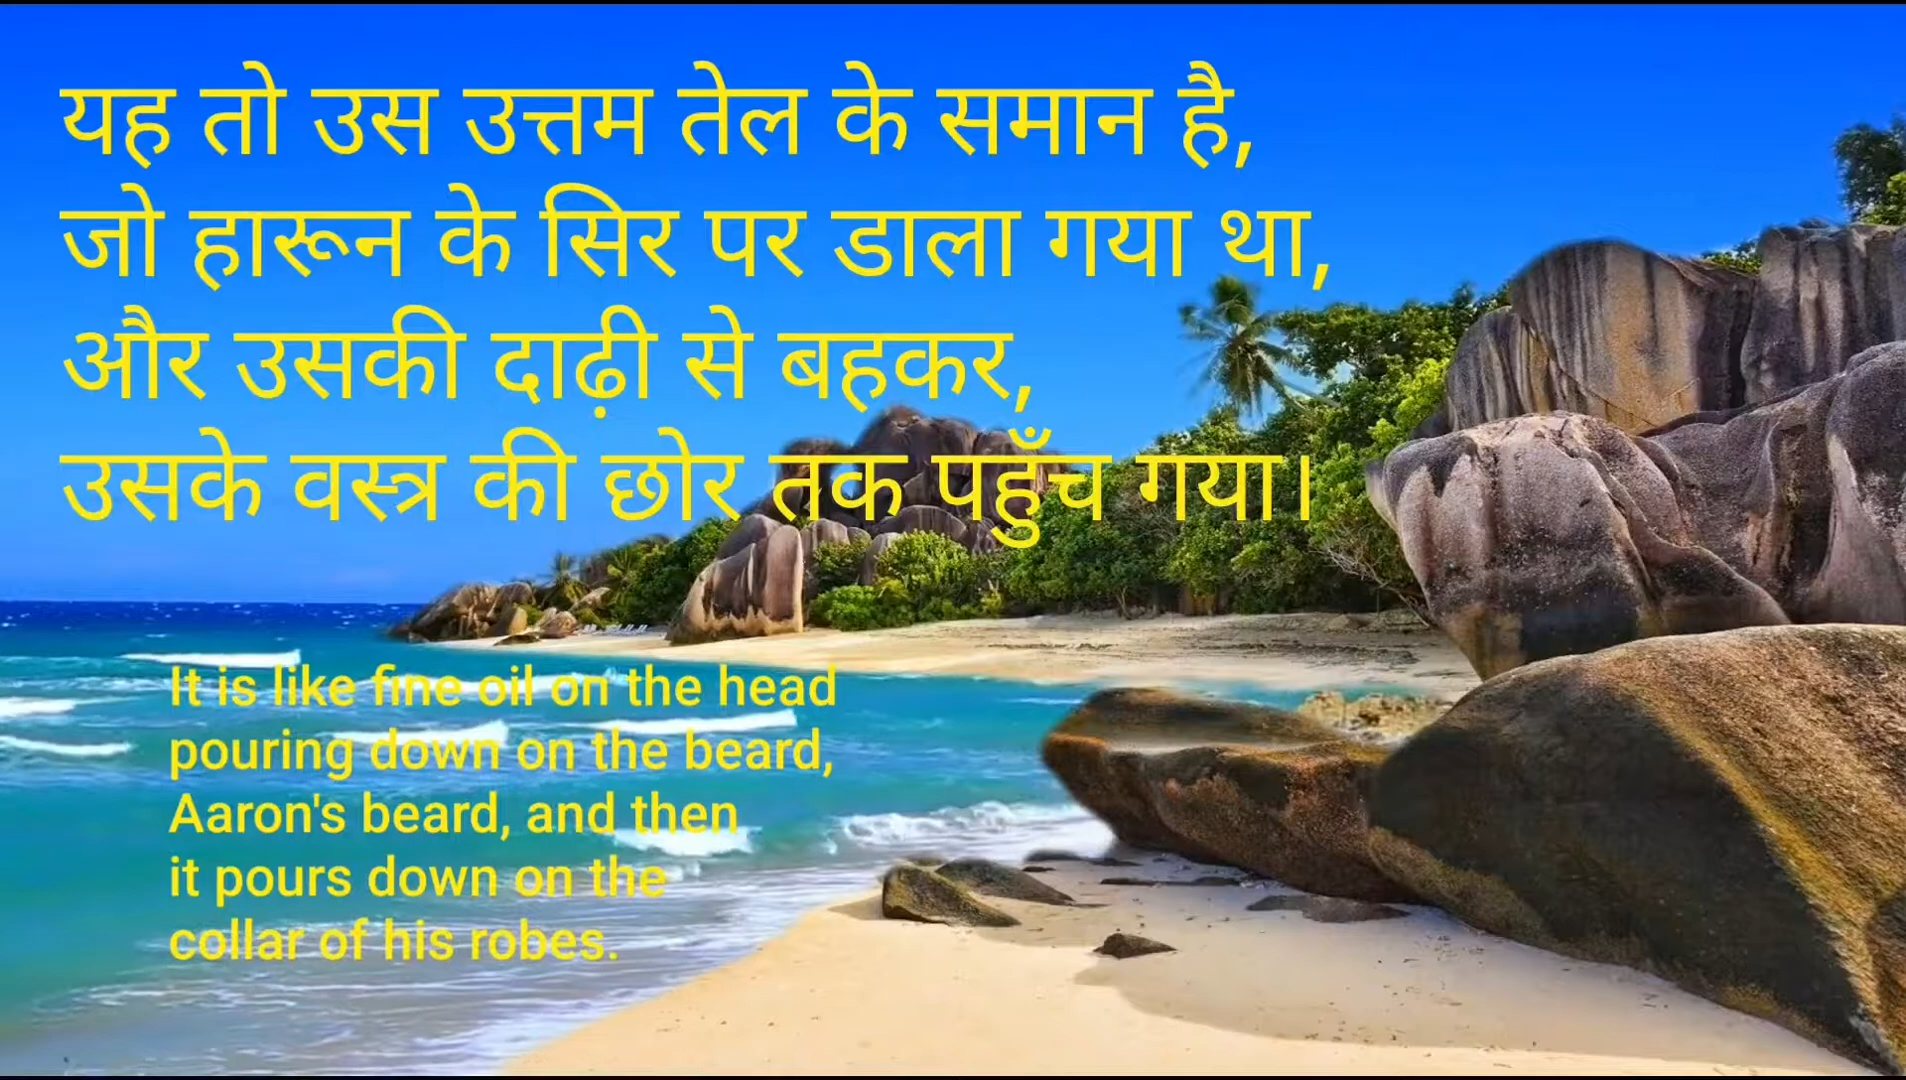 यह तो उस उत्तम तेल के समान है,
जो हारून के सिर पर डाला गया था,
और उसकी दाढ़ी से बहकर,
उसके वस्त्र की छोर तक पहुँच गया।
It is like fine oil on the head
pouring down on the beard,
Aaron's beard, and then
it pours down on the
collar of his robes.